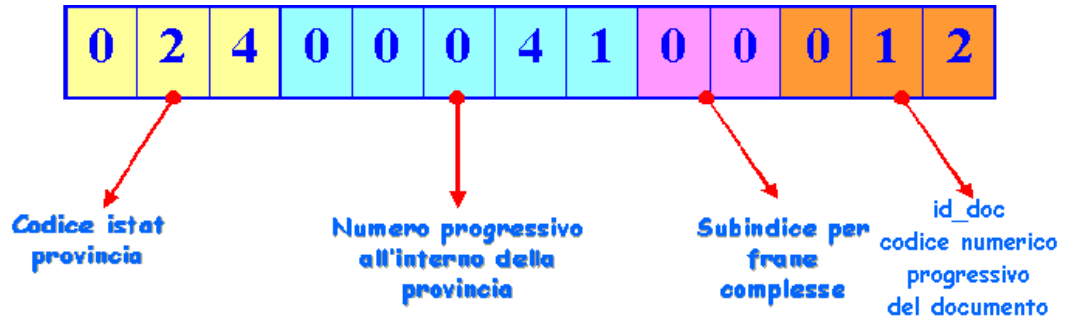 0 2 4 0 0 0 4 1 0 0 0 1 2
Codice istat
provincia
Numero progressivo
all'interno della
provincia
Subindice per
frane
complesse
id_doc
codice numerico
progressivo
del documento